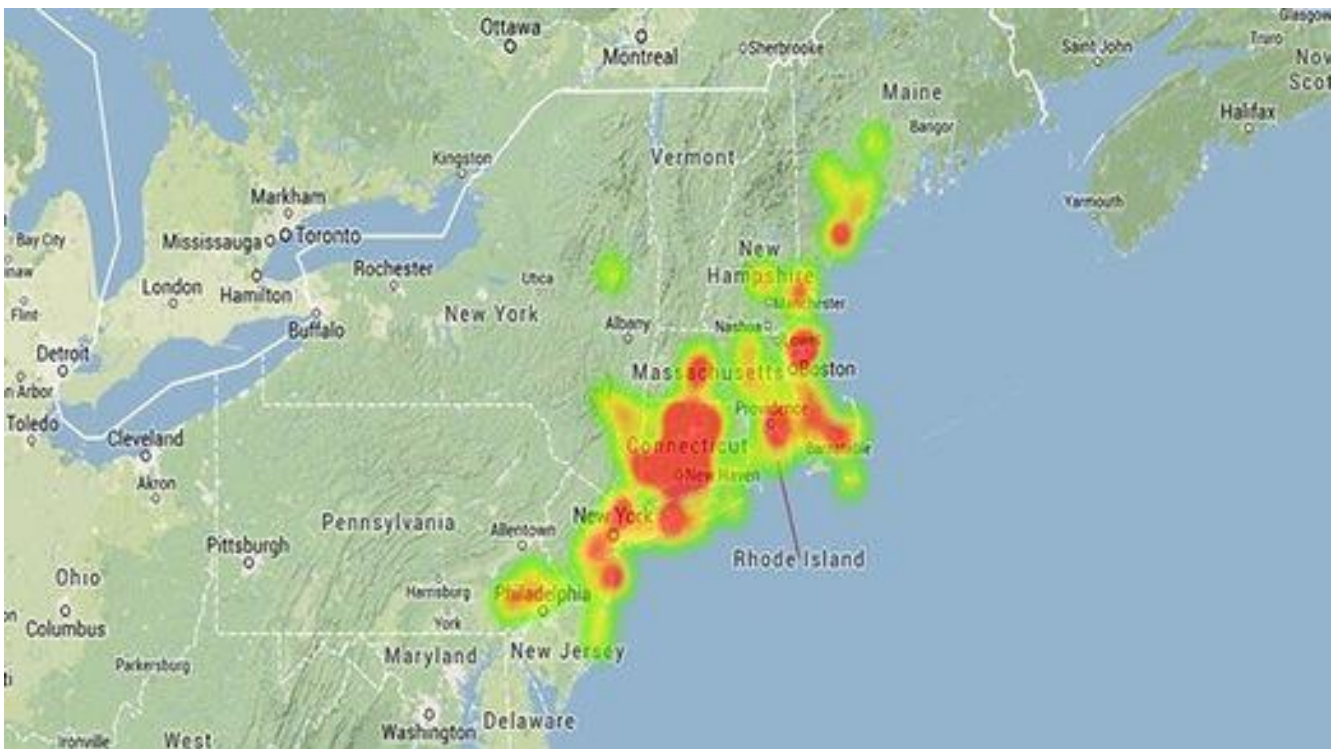 Ottawa
Montreal
Sherbrooke
Saint John
Glasgow
Truro
Nov
Scot
Halifax
Maine
Bangor
Vermont
Kingston
Yarmouth
Markham
Mississauga
Toronto
Bay City
New
Hampshire
Rochester
Utica
London
Hamilton
Manchester
Flint
New York
Buffalo
Albany
Nashua
Lowell
Detroit
Massachusetts
Boston
n Arbor
Toledo
Providence
Cleveland
Connecticut
Barnstable
Akron
New Haven
Pennsylvania
New York
Allentown
Pittsburgh
Rhode Island
Ohio
Harrisburg
Philadelphia
Columbus
York
Maryland
New Jersey
Parkersburg
Delaware
Washington
Ironville
West